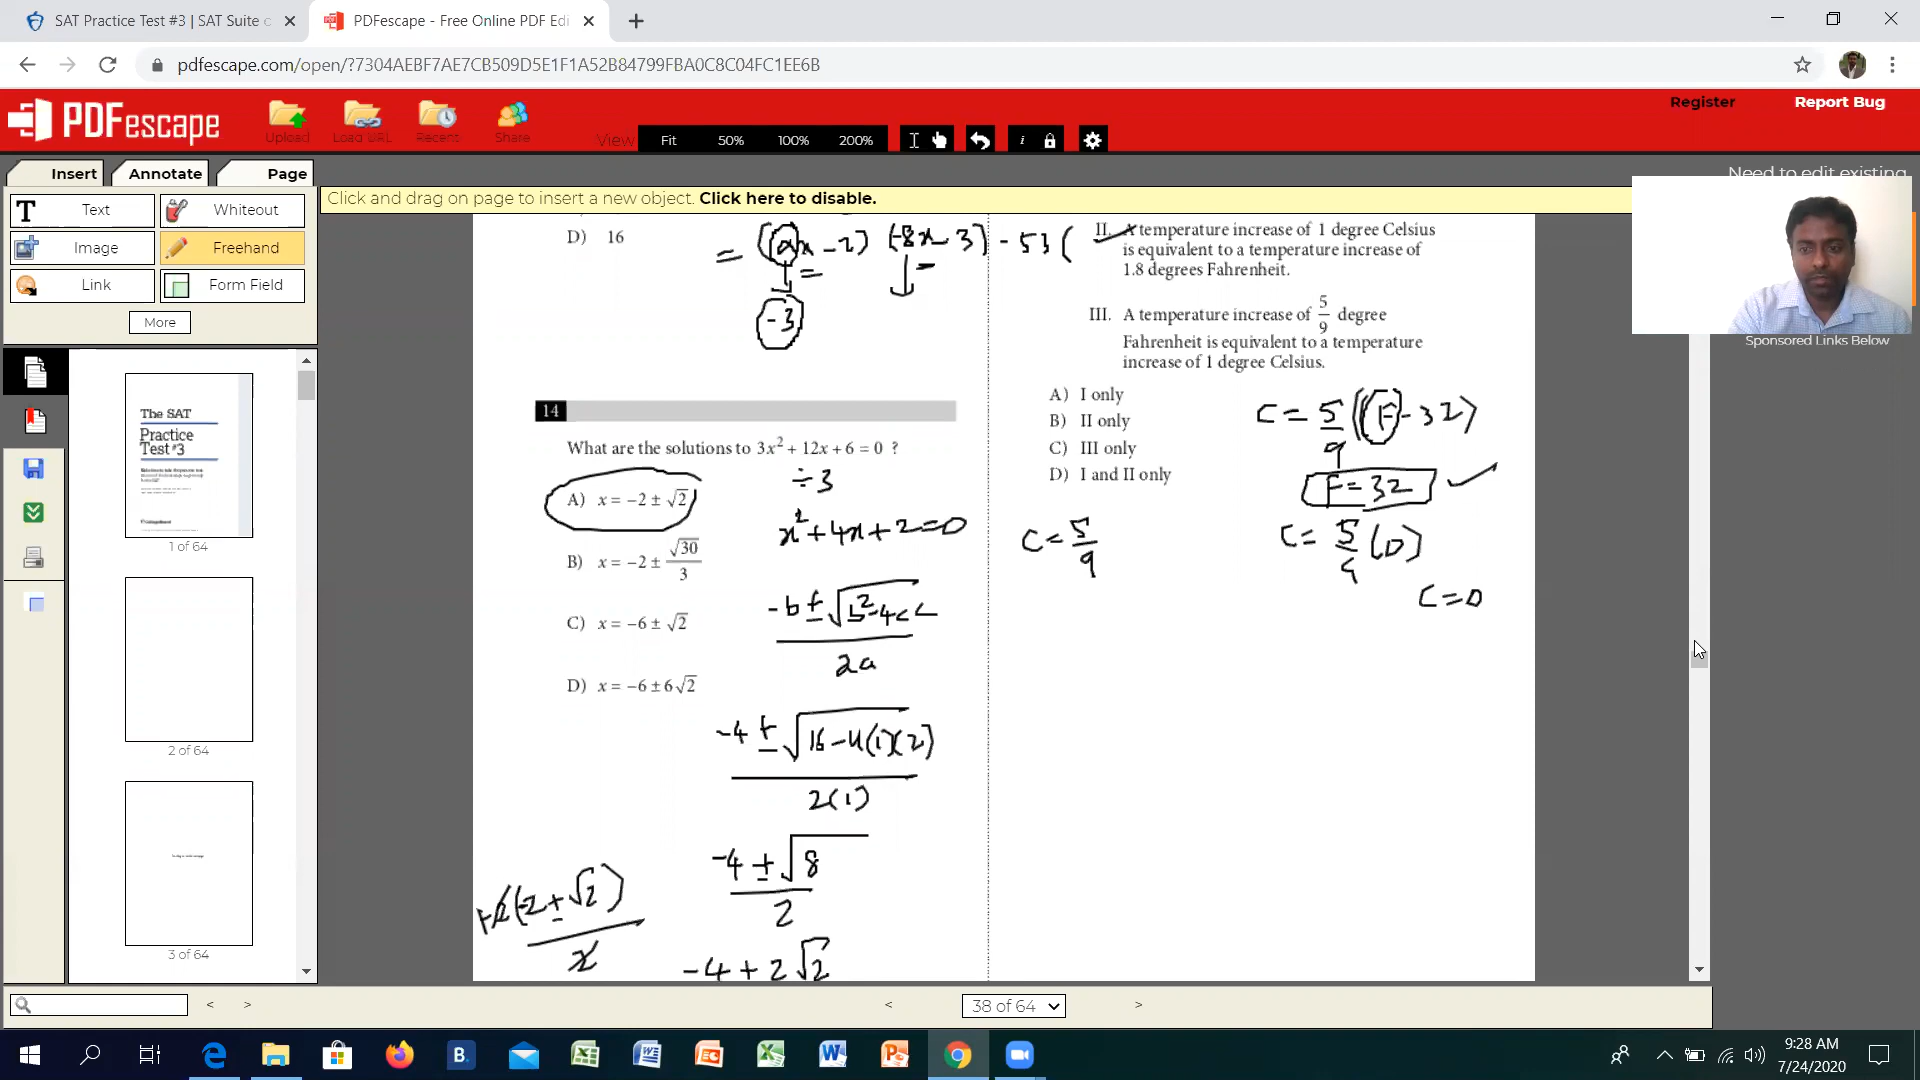 SAT Practice Test #3 | SAT Suite o
PDFescape - Free Online PDF Edi
pdfescape.com/open/?7304AEBF7AE7CB509D5E1F1A52B84799FBA0C8C04FC1EE6B
PDFescape
Upload
Load URL
Recent
Share
View
Fit
50%
100%
200%
Register
Report Bug
Insert
Annotate
Page
Need to edit existing
Click and drag on page to insert a new object. Click here to disable.
Text
Whiteout
Image
Freehand
Link
Form Field
More
The SAT
Practice
Test #3
1 of 64
2 of 64
3 of 64
D) 16
= (ax - 2) (-8x - 3) - 53 (
-3
14
What are the solutions to 3x² + 12x + 6 = 0 ?
÷3
A) x = −2 ± √2
x² + 4x + 2 = 0
B) x = −2 ± √30/3
C) x = −6 ± √2
D) x = −6 ± 6√2
2a
-4 ± √16 - 4(1)(2)
2(1)
-4 ± √8
2
(-2 ± √2)
2
-4 + 2√2
II. A temperature increase of 1 degree Celsius
is equivalent to a temperature increase of
1.8 degrees Fahrenheit.
III. A temperature increase of 5/9 degree
Fahrenheit is equivalent to a temperature
increase of 1 degree Celsius.
A) I only
B) II only
C) III only
D) I and II only
C = 5/9 (F - 32)
F = 32
C = 5/9
C = 5/9 (0)
C = 0
Sponsored Links Below
38 of 64
9:28 AM
7/24/2020